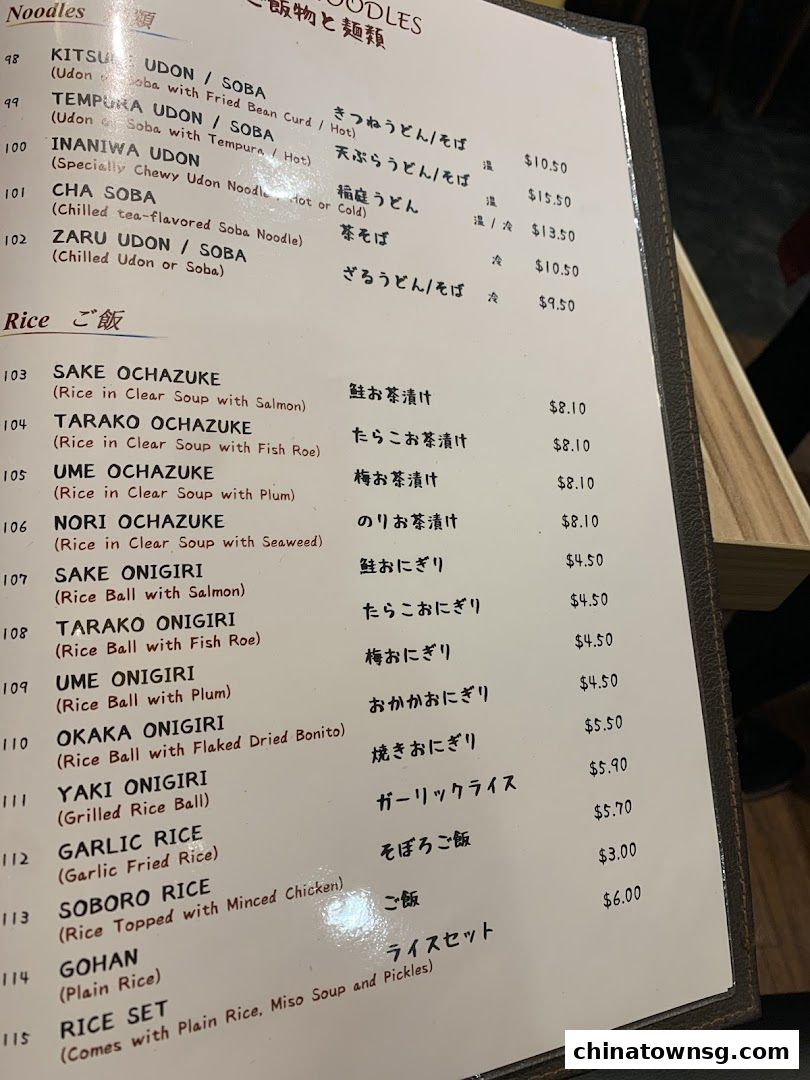 NOODLES
ご飯物と麺類
Noodles 類
98 KITSU UDON / SOBA きつねうどん/そば 温 $10.50
(Udon Soba with Fried Bean Curd / Hot)
99 TEMPURA UDON / SOBA 天ぷらうどん/そば 温 $15.50
(Udon or Soba with Tempura / Hot)
100 INANIWA UDON 稲庭うどん 温 / 冷 $13.50
(Specially Chewy Udon Noodle / Hot or Cold)
101 CHA SOBA 茶そば 冷 $10.50
(Chilled tea-flavored Soba Noodle)
102 ZARU UDON / SOBA ざるうどん/そば 冷 $9.50
(Chilled Udon or Soba)
Rice ご飯
103 SAKE OCHAZUKE 鮭お茶漬け $8.10
(Rice in Clear Soup with Salmon)
104 TARAKO OCHAZUKE たらこお茶漬け $8.10
(Rice in Clear Soup with Fish Roe)
105 UME OCHAZUKE 梅お茶漬け $8.10
(Rice in Clear Soup with Plum)
106 NORI OCHAZUKE のりお茶漬け $8.10
(Rice in Clear Soup with Seaweed)
107 SAKE ONIGIRI 鮭おにぎり $4.50
(Rice Ball with Salmon)
108 TARAKO ONIGIRI たらこおにぎり $4.50
(Rice Ball with Fish Roe)
109 UME ONIGIRI 梅おにぎり $4.50
(Rice Ball with Plum)
110 OKAKA ONIGIRI おかかおにぎり $4.50
(Rice Ball with Flaked Dried Bonito)
111 YAKI ONIGIRI 焼きおにぎり $5.50
(Grilled Rice Ball)
112 GARLIC RICE ガーリックライス $5.90
(Garlic Fried Rice)
113 SOBORO RICE そぼろご飯 $5.70
(Rice Topped with Minced Chicken)
114 GOHAN ご飯 $3.00
(Plain Rice)
115 RICE SET ライスセット $6.00
(Comes with Plain Rice, Miso Soup and Pickles)
chinatownsg.com